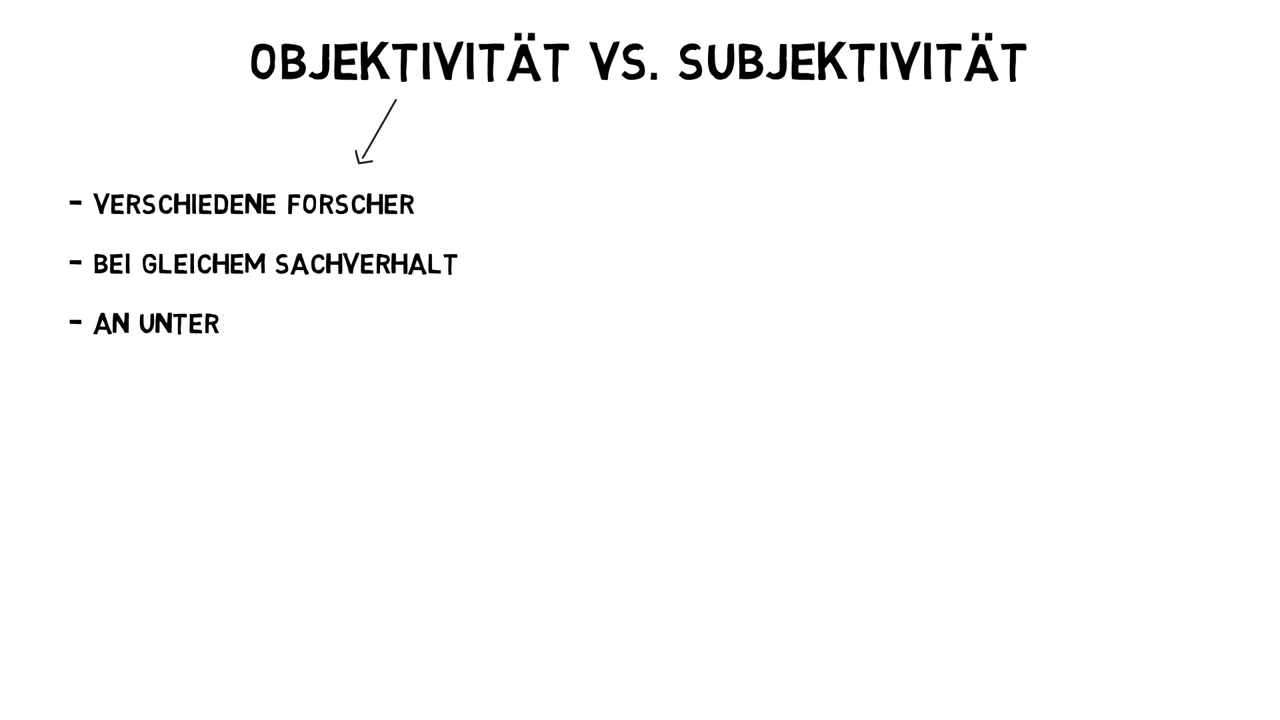 OBJEKTIVITÄT VS. SUBJEKTIVITÄT
- VERSCHIEDENE FORSCHER
- BEI GLEICHEM SACHVERHALT
- AN UNTER